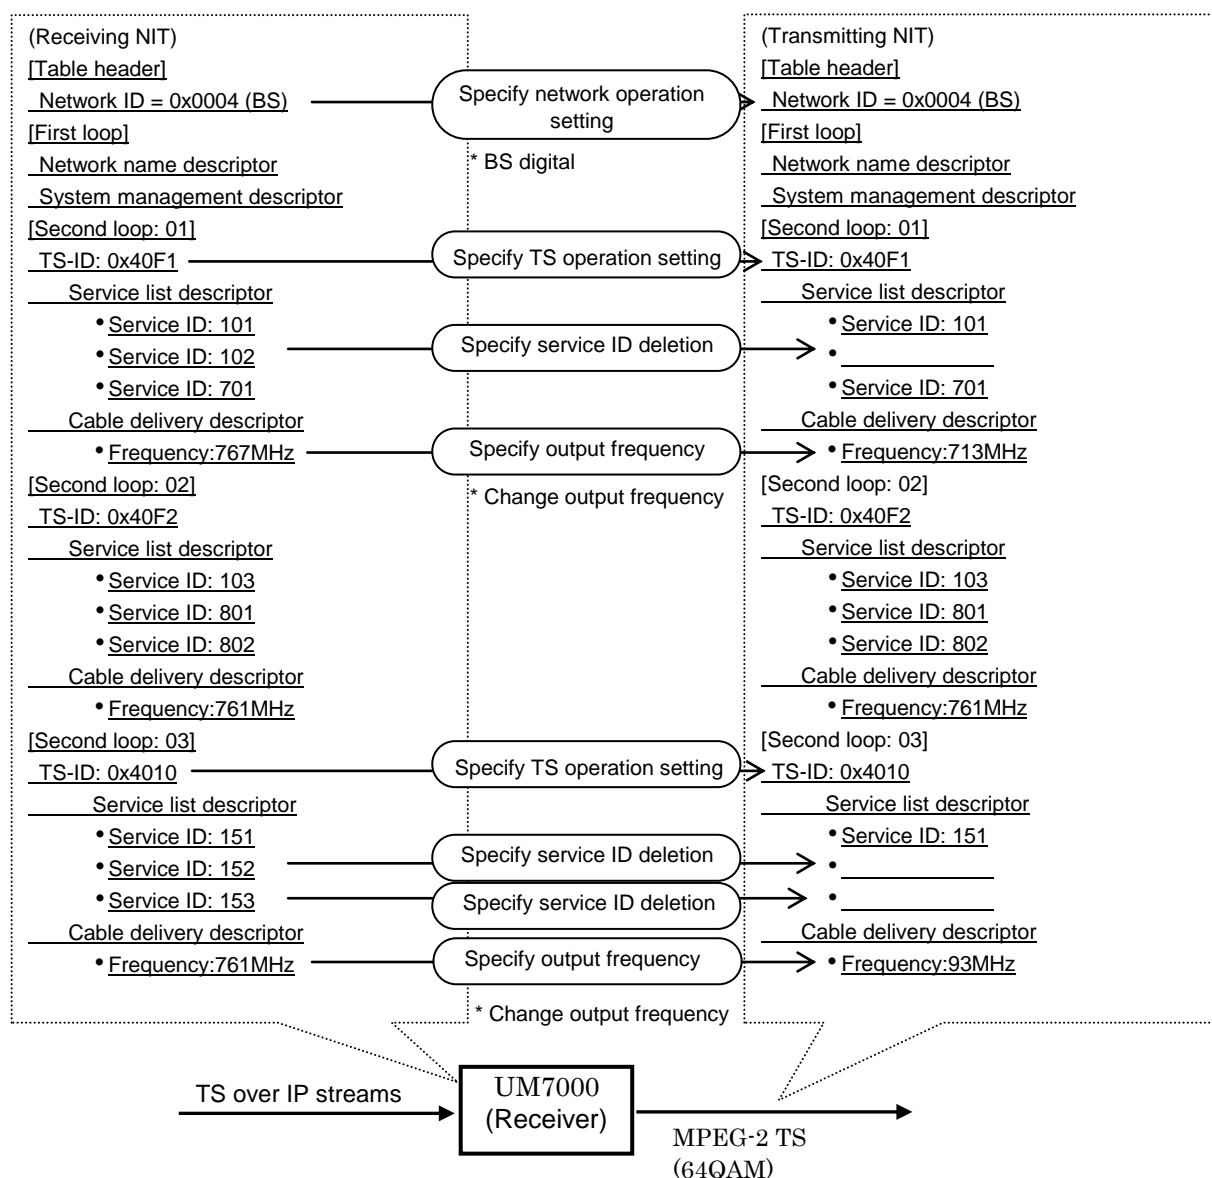 (Receiving NIT)
[Table header]
Network ID = 0x0004 (BS)
[First loop]
Network name descriptor
System management descriptor
[Second loop: 01]
TS-ID: 0x40F1
Service list descriptor
• Service ID: 101
• Service ID: 102
• Service ID: 701
Cable delivery descriptor
• Frequency:767MHz
[Second loop: 02]
TS-ID: 0x40F2
Service list descriptor
• Service ID: 103
• Service ID: 801
• Service ID: 802
Cable delivery descriptor
• Frequency:761MHz
[Second loop: 03]
TS-ID: 0x4010
Service list descriptor
• Service ID: 151
• Service ID: 152
• Service ID: 153
Cable delivery descriptor
• Frequency:761MHz
Specify network operation
setting
* BS digital
Specify TS operation setting
Specify service ID deletion
Specify output frequency
* Change output frequency
Specify TS operation setting
Specify service ID deletion
Specify service ID deletion
Specify output frequency
* Change output frequency
(Transmitting NIT)
[Table header]
Network ID = 0x0004 (BS)
[First loop]
Network name descriptor
System management descriptor
[Second loop: 01]
TS-ID: 0x40F1
Service list descriptor
• Service ID: 101
•
• Service ID: 701
Cable delivery descriptor
• Frequency:713MHz
[Second loop: 02]
TS-ID: 0x40F2
Service list descriptor
• Service ID: 103
• Service ID: 801
• Service ID: 802
Cable delivery descriptor
• Frequency:761MHz
[Second loop: 03]
TS-ID: 0x4010
Service list descriptor
• Service ID: 151
•
•
Cable delivery descriptor
• Frequency:93MHz
TS over IP streams
UM7000
(Receiver)
MPEG-2 TS
(64QAM)